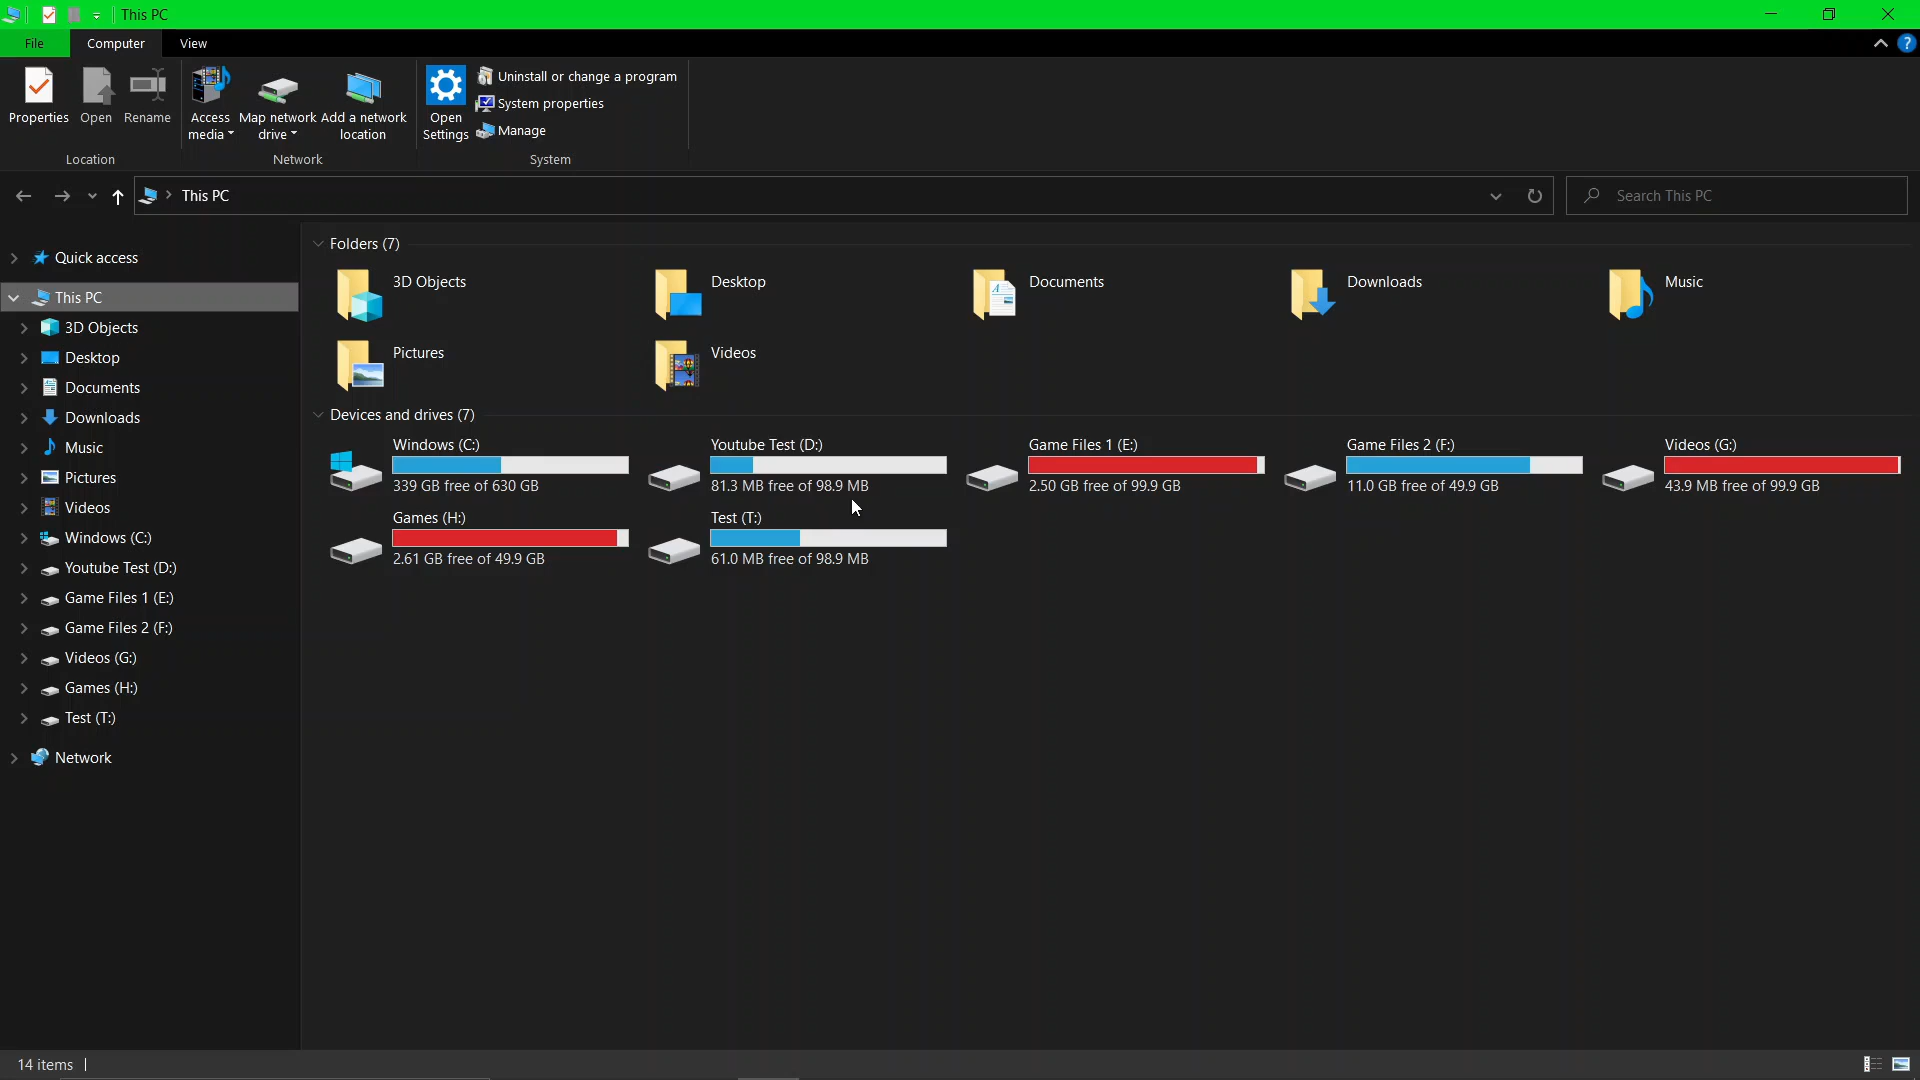 This PC
File
Computer
View
?
Properties
Open
Rename
Access
media
Map network
drive
Add a network
location
Open
Settings
Uninstall or change a program
System properties
Manage
Location
Network
System
This PC
Search This PC
Quick access
This PC
3D Objects
Desktop
Documents
Downloads
Music
Pictures
Videos
Windows (C:)
Youtube Test (D:)
Game Files 1 (E:)
Game Files 2 (F:)
Videos (G:)
Games (H:)
Test (T:)
Network
Folders (7)
3D Objects
Desktop
Documents
Downloads
Music
Pictures
Videos
Devices and drives (7)
Windows (C:)
339 GB free of 630 GB
Youtube Test (D:)
81.3 MB free of 98.9 MB
Game Files 1 (E:)
2.50 GB free of 99.9 GB
Game Files 2 (F:)
11.0 GB free of 49.9 GB
Videos (G:)
43.9 MB free of 99.9 GB
Games (H:)
2.61 GB free of 49.9 GB
Test (T:)
61.0 MB free of 98.9 MB
14 items